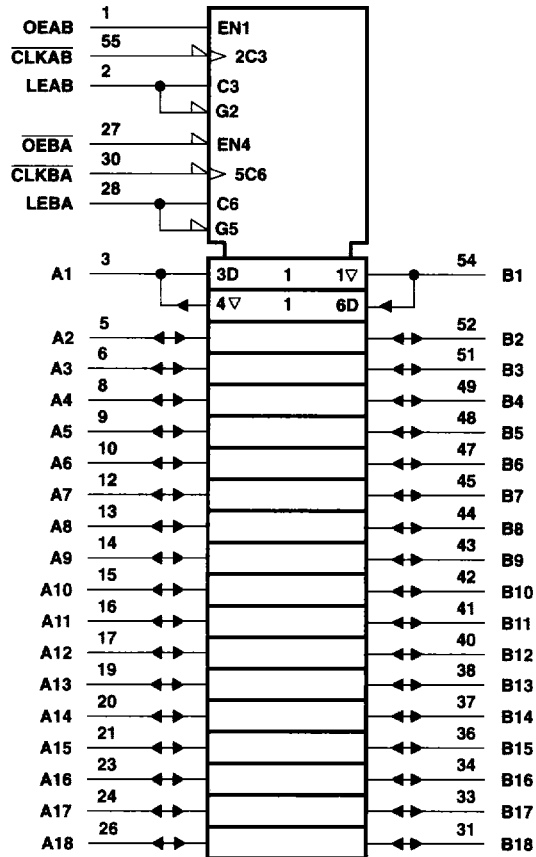 OEAB 1 EN1
CLKAB 55 2C3
LEAB 2 C3
G2
OEBA 27 EN4
CLKBA 30 5C6
LEBA 28 C6
G5
A1 3 3D 1 1▽ 54 B1
4▽ 1 6D
A2 5 52 B2
A3 6 51 B3
A4 8 49 B4
A5 9 48 B5
A6 10 47 B6
A7 12 45 B7
A8 13 44 B8
A9 14 43 B9
A10 15 42 B10
A11 16 41 B11
A12 17 40 B12
A13 19 38 B13
A14 20 37 B14
A15 21 36 B15
A16 23 34 B16
A17 24 33 B17
A18 26 31 B18